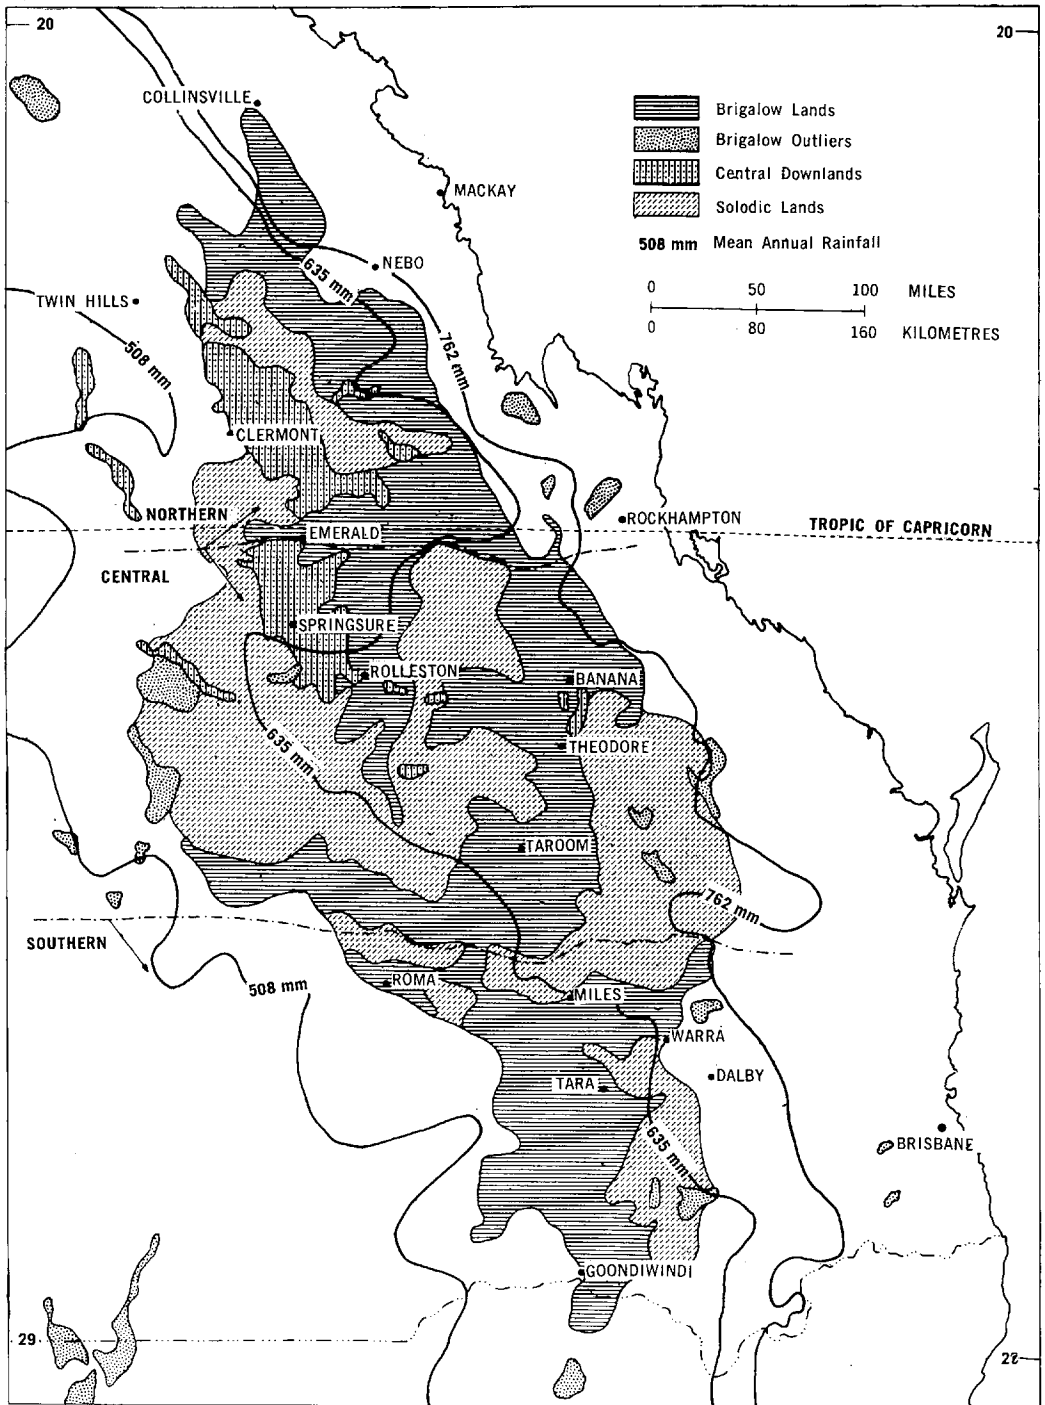 20
20
COLLINSVILLE
Brigalow Lands
Brigalow Outliers
Central Downlands
Solodic Lands
508 mm Mean Annual Rainfall
0 50 100 MILES
0 80 160 KILOMETRES
MACKAY
NEBO
635 mm
TWIN HILLS
508 mm
762 mm
CLERMONT
NORTHERN
EMERALD
ROCKHAMPTON
TROPIC OF CAPRICORN
CENTRAL
SPRINGSURE
ROLLESTON
BANANA
635 mm
THEODORE
TAROOM
762 mm
SOUTHERN
508 mm
ROMA
MILES
WARRA
TARA
DALBY
635 mm
BRISBANE
GOONDIWINDI
29